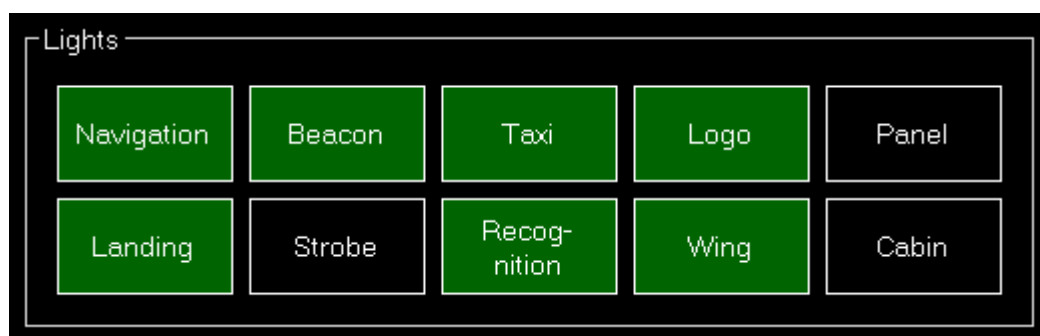 Lights
Navigation
Beacon
Taxi
Logo
Panel
Landing
Strobe
Recog-
nition
Wing
Cabin